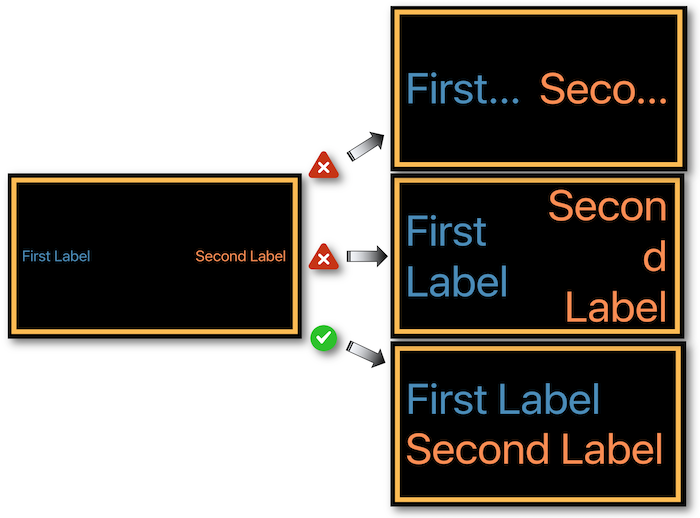 First Label
Second Label
First... Seco...
First
Label
Secon
d
Label
First Label
Second Label